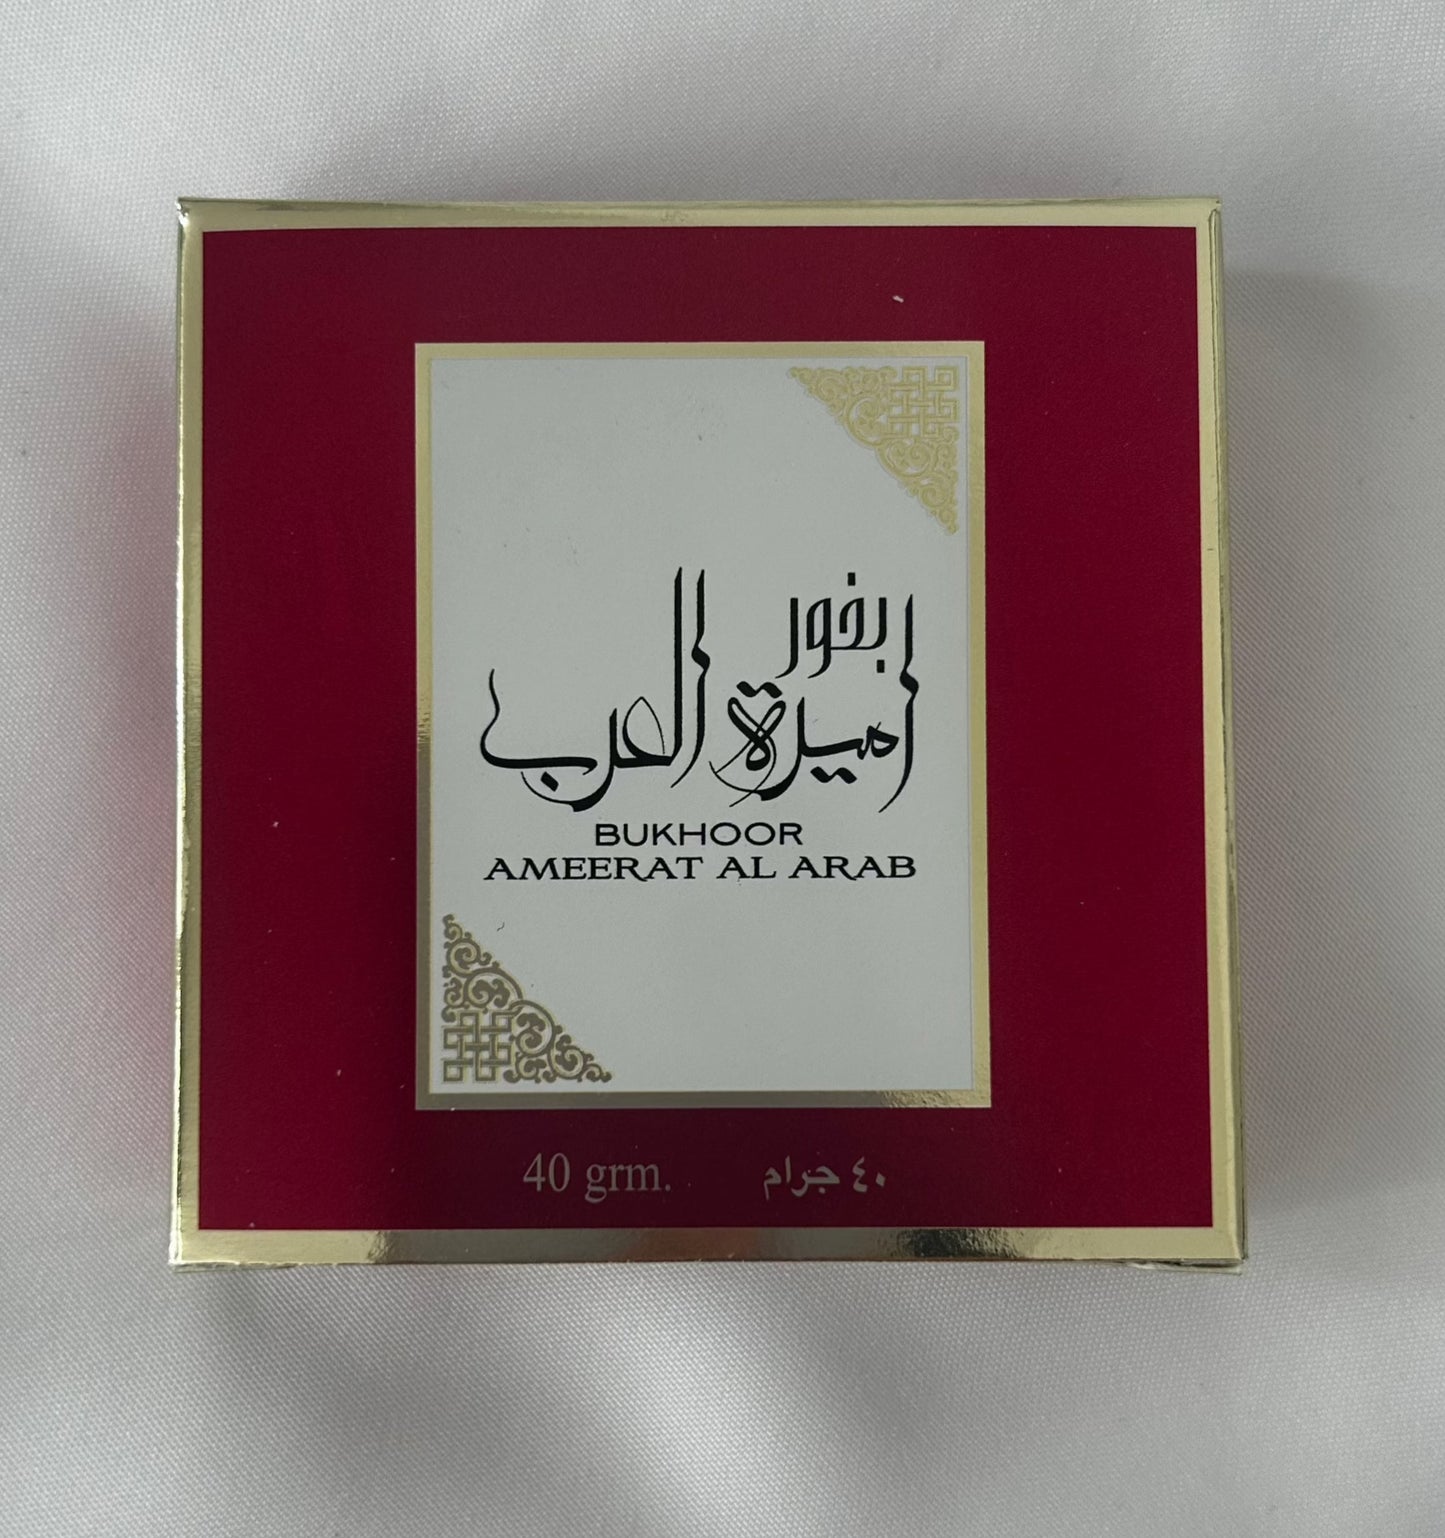 بخور
أميرة العرب
BUKHOOR
AMEERAT AL ARAB
40 grm. ٤٠ جرام